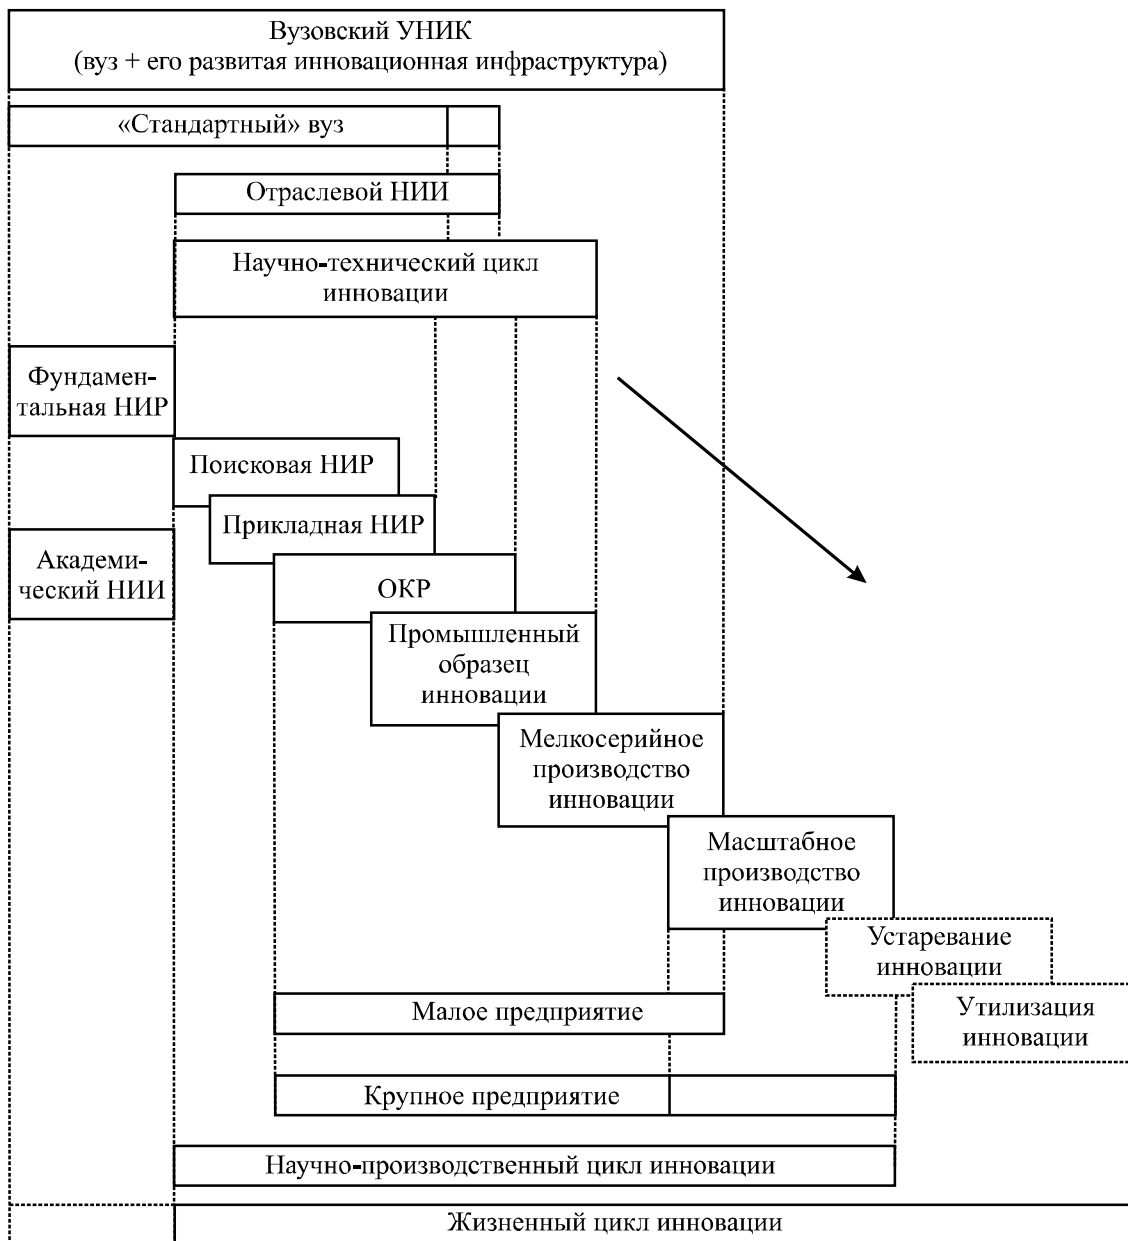 Вузовский УНИК
(вуз + его развитая инновационная инфраструктура)
«Стандартный» вуз
Отраслевой НИИ
Научно-технический цикл
инновации
Фундамен-
тальная НИР
Поисковая НИР
Прикладная НИР
Академи-
ческий НИИ
ОКР
Промышленный
образец
инновации
Мелкосерийное
производство
инновации
Масштабное
производство
инновации
Устаревание
инновации
Утилизация
инновации
Малое предприятие
Крупное предприятие
Научно-производственный цикл инновации
Жизненный цикл инновации